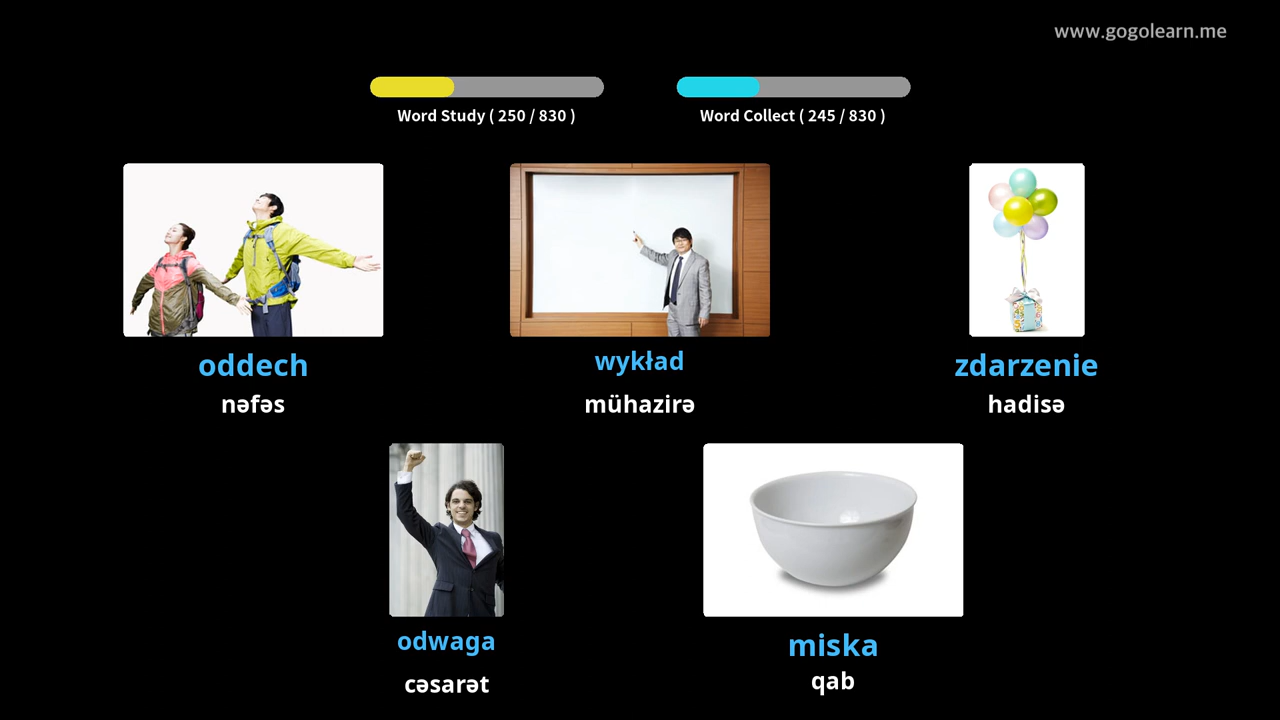 www.gogolearn.me
Word Study ( 250 / 830 )
Word Collect ( 245 / 830 )
oddech
nəfəs
wykład
mühazirə
zdarzenie
hadisə
odwaga
cəsarət
miska
qab